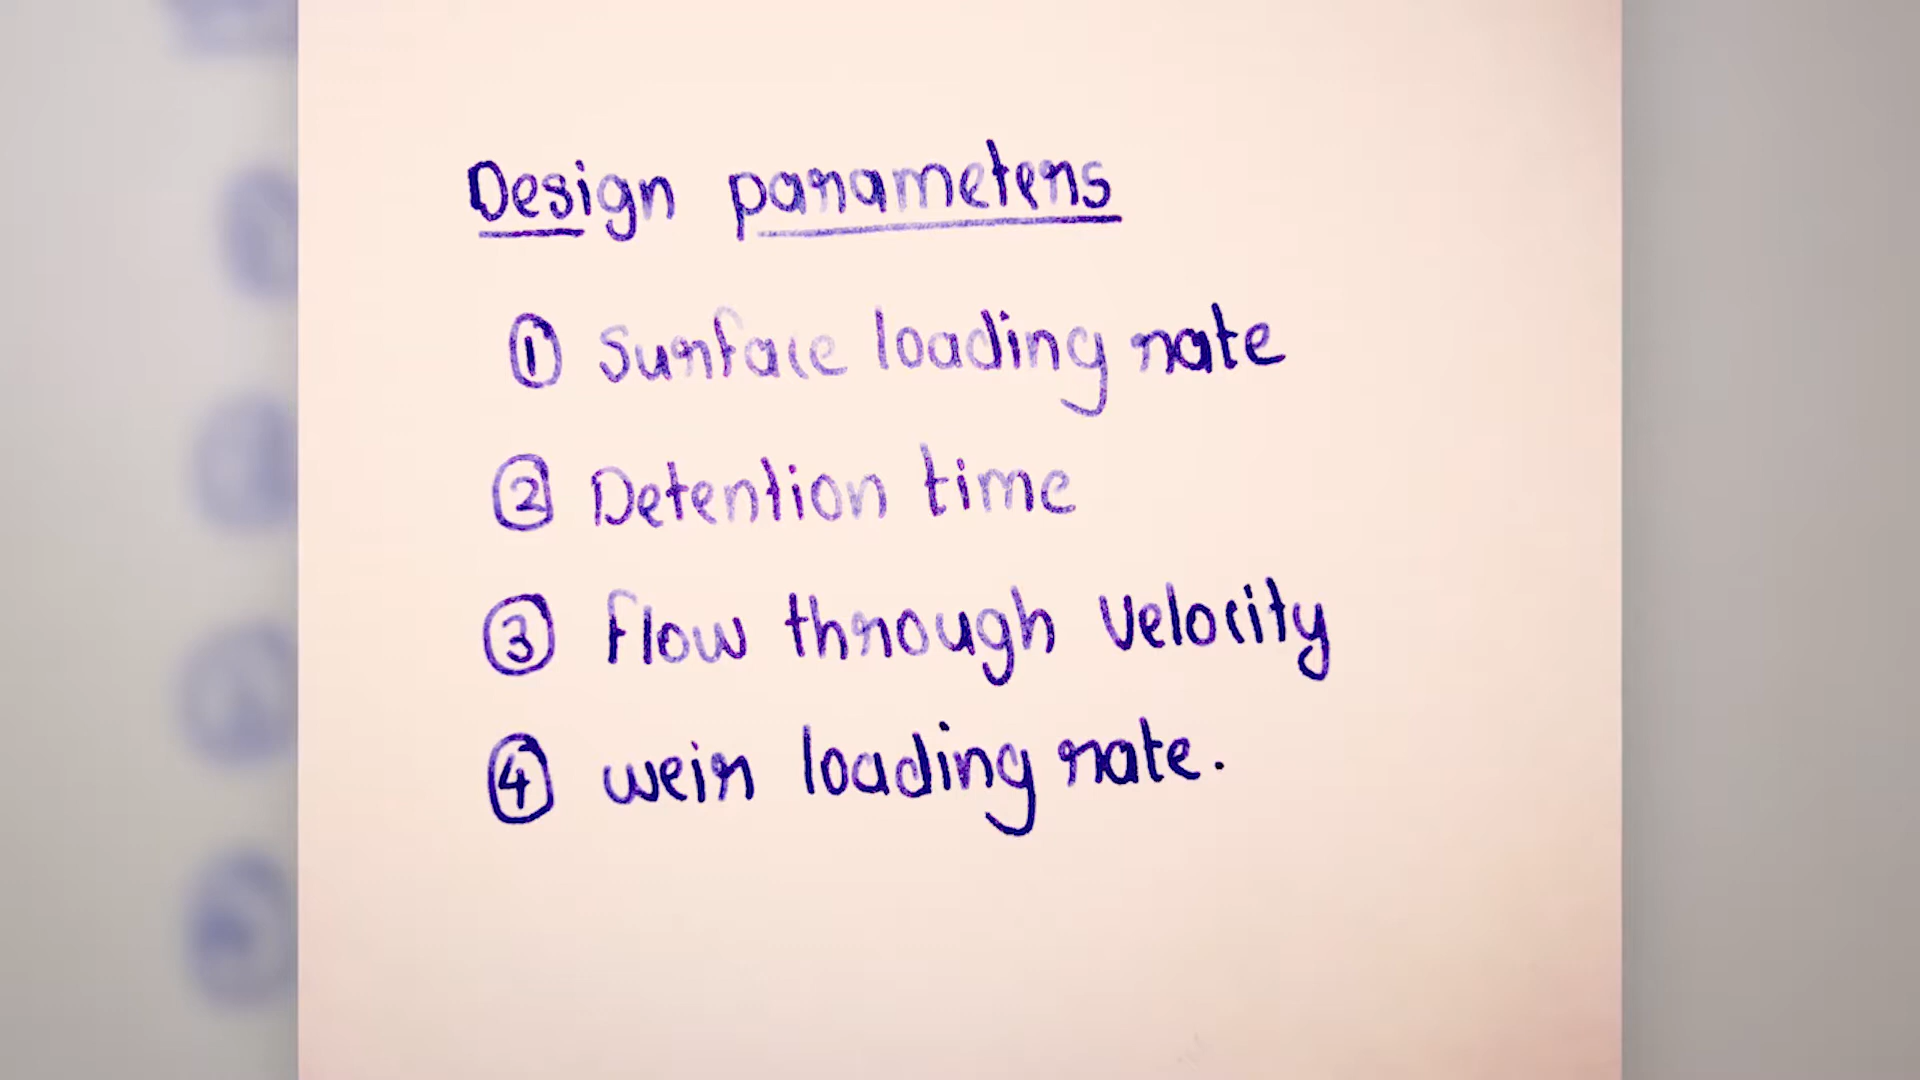 Design parameters
① Surface loading rate
② Detention time
③ flow through velocity
④ weir loading rate.